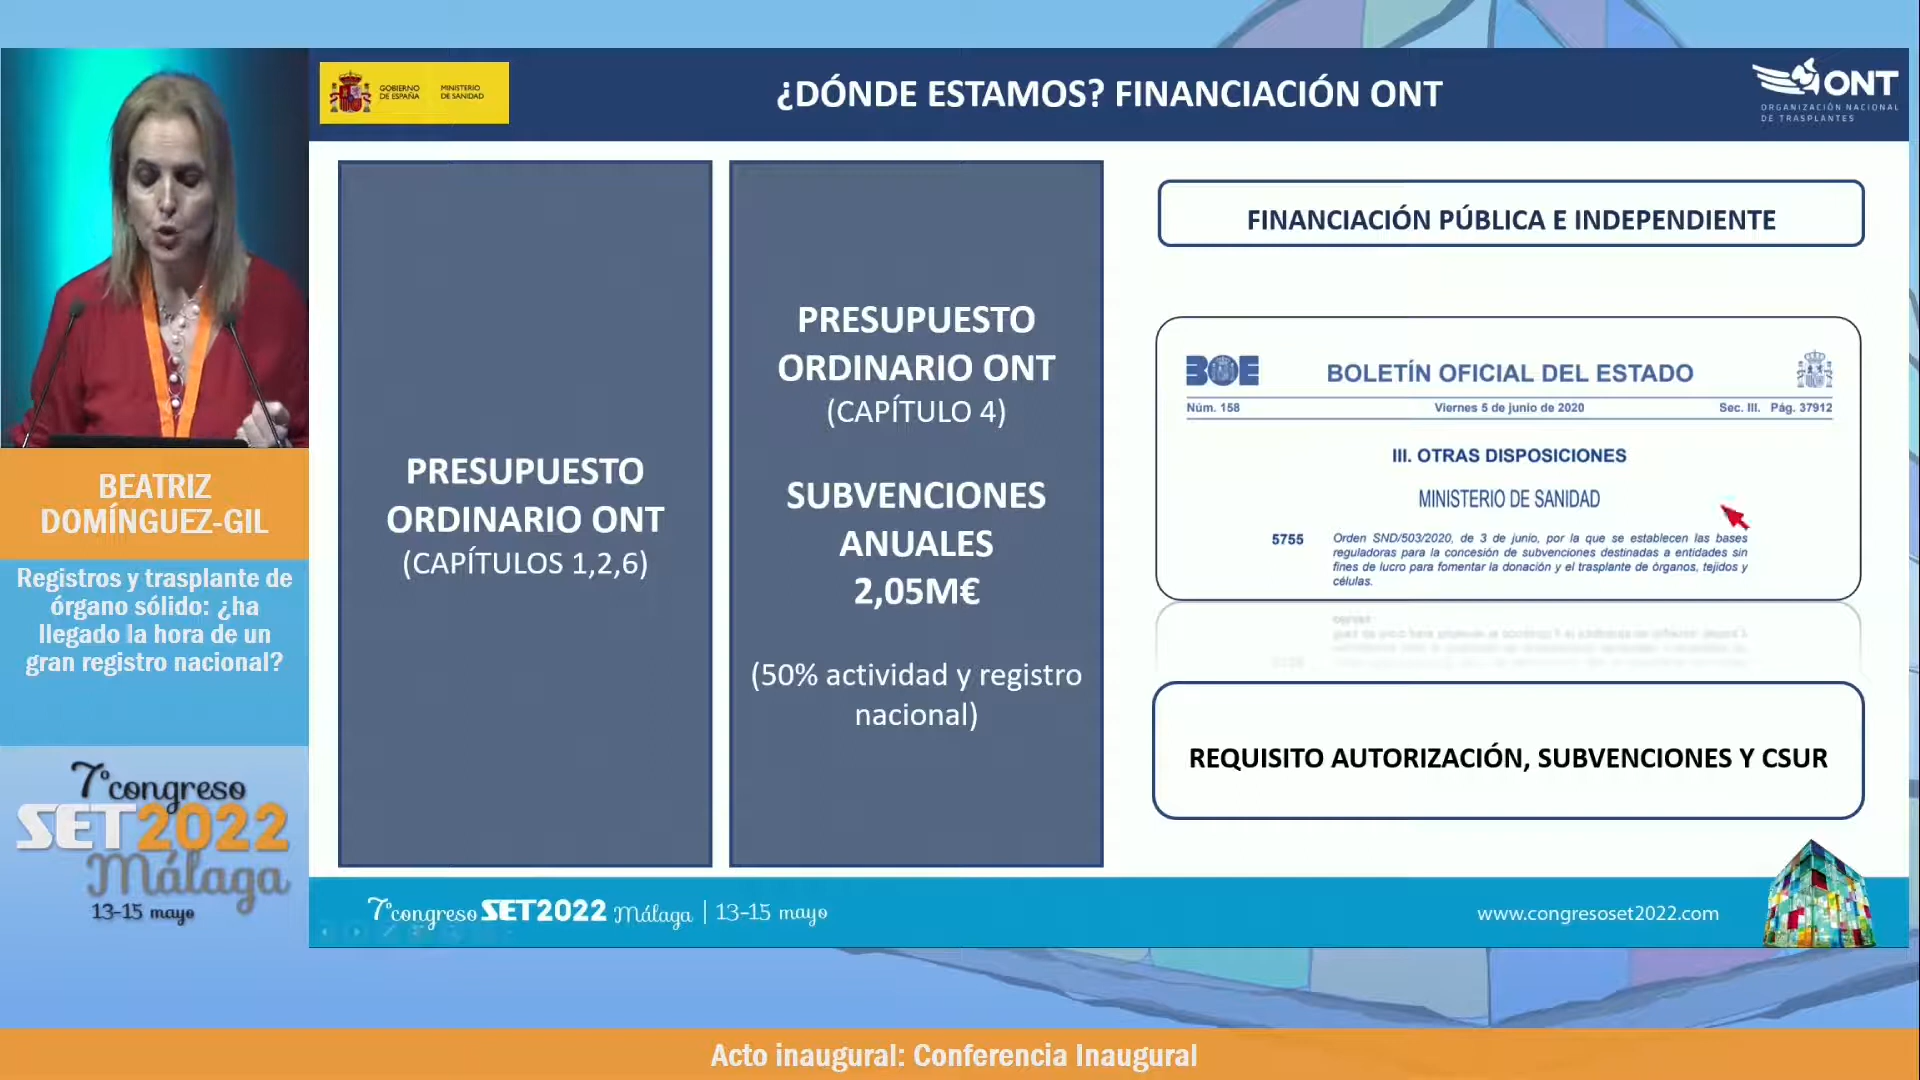 GOBIERNO
DE ESPAÑA
MINISTERIO
DE SANIDAD
¿DÓNDE ESTAMOS? FINANCIACIÓN ONT
ONT
ORGANIZACIÓN NACIONAL
DE TRASPLANTES
PRESUPUESTO
ORDINARIO ONT
(CAPÍTULOS 1,2,6)
PRESUPUESTO
ORDINARIO ONT
(CAPÍTULO 4)
SUBVENCIONES
ANUALES
2,05M€
(50% actividad y registro
nacional)
FINANCIACIÓN PÚBLICA E INDEPENDIENTE
BOE
BOLETÍN OFICIAL DEL ESTADO
Núm. 158 Viernes 5 de junio de 2020 Sec. III. Pág. 37912
III. OTRAS DISPOSICIONES
MINISTERIO DE SANIDAD
5755 Orden SND/503/2020, de 3 de junio, por la que se establecen las bases
reguladoras para la concesión de subvenciones destinadas a entidades sin
fines de lucro para fomentar la donación y el trasplante de órganos, tejidos y
células.
REQUISITO AUTORIZACIÓN, SUBVENCIONES Y CSUR
BEATRIZ
DOMÍNGUEZ-GIL
Registros y trasplante de
órgano sólido: ¿ha
llegado la hora de un
gran registro nacional?
7º congreso
SET2022
Málaga
13-15 mayo
7º congreso SET2022 Málaga | 13-15 mayo
www.congresoset2022.com
Acto inaugural: Conferencia Inaugural